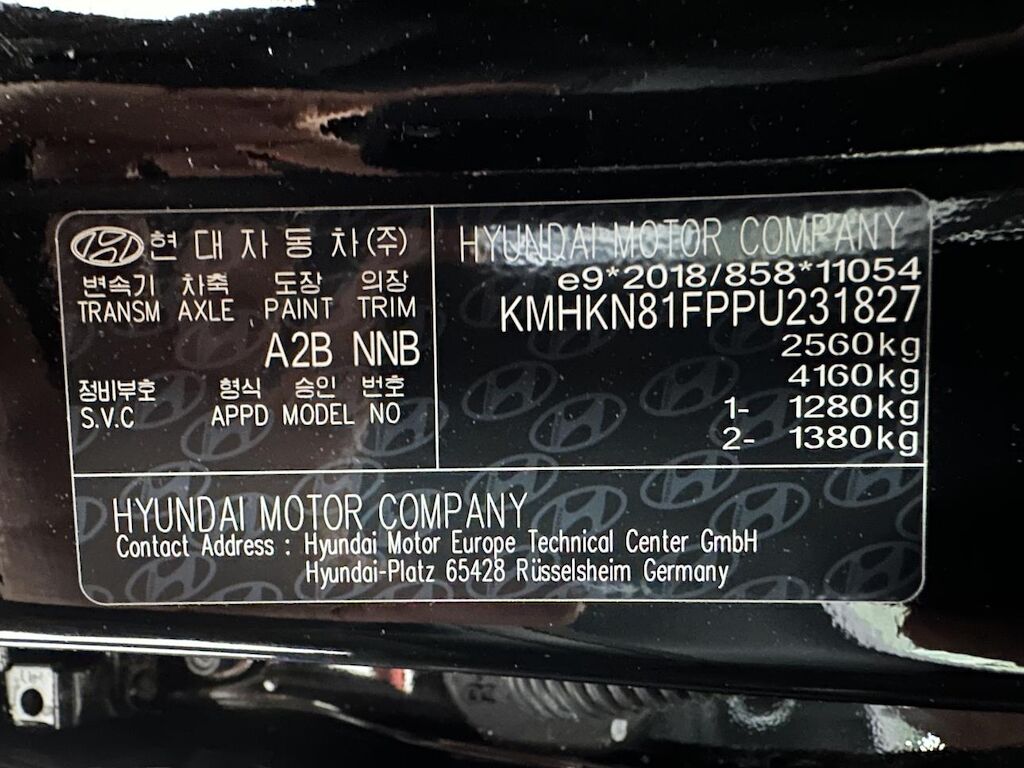 현대자동차(주)
변속기 차축 도장 의장
TRANSM AXLE PAINT TRIM
A2B NNB
정비부호 형식 승인 번호
S.V.C APPD MODEL NO
HYUNDAI MOTOR COMPANY
e9*2018/858*11054
KMHKN81FPPU231827
2560kg
4160kg
1- 1280kg
2- 1380kg
HYUNDAI MOTOR COMPANY
Contact Address : Hyundai Motor Europe Technical Center GmbH
Hyundai-Platz 65428 Rüsselsheim Germany